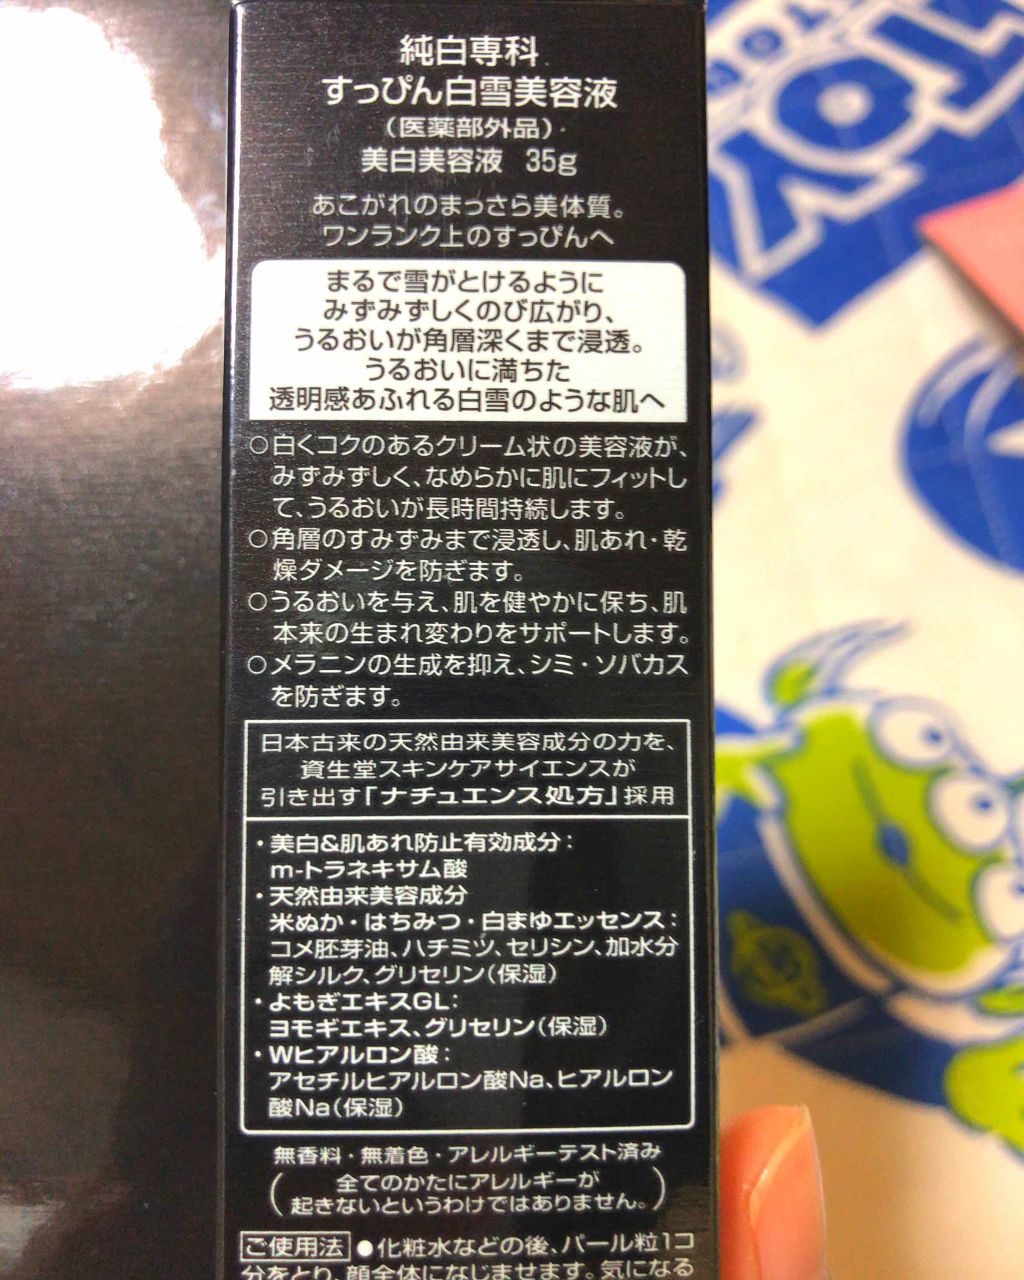 純白専科
すっぴん白雪美容液
（医薬部外品）
美白美容液 35g
あこがれのまっさら美体質。
ワンランク上のすっぴんへ
まるで雪がとけるように
みずみずしくのび広がり、
うるおいが角層深くまで浸透。
うるおいに満ちた
透明感あふれる白雪のような肌へ
○白くコクのあるクリーム状の美容液が、
みずみずしく、なめらかに肌にフィットし
て、うるおいが長時間持続します。
○角層のすみずみまで浸透し、肌あれ・乾
燥ダメージを防ぎます。
○うるおいを与え、肌を健やかに保ち、肌
本来の生まれ変わりをサポートします。
○メラニンの生成を抑え、シミ・ソバカス
を防ぎます。
日本古来の天然由来美容成分の力を、
資生堂スキンケアサイエンスが
引き出す「ナチュエンス処方」採用
・美白&肌あれ防止有効成分：
m-トラネキサム酸
・天然由来美容成分
米ぬか・はちみつ・白まゆエッセンス：
コメ胚芽油、ハチミツ、セリシン、加水分
解シルク、グリセリン（保湿）
・よもぎエキスGL：
ヨモギエキス、グリセリン（保湿）
・Wヒアルロン酸：
アセチルヒアルロン酸Na、ヒアルロン
酸Na（保湿）
無香料・無着色・アレルギーテスト済み
（全てのかたにアレルギーが
起きないというわけではありません。）
ご使用法 ●化粧水などの後、パール粒1コ
分をとり、顔全体になじませます。気になる
TOY